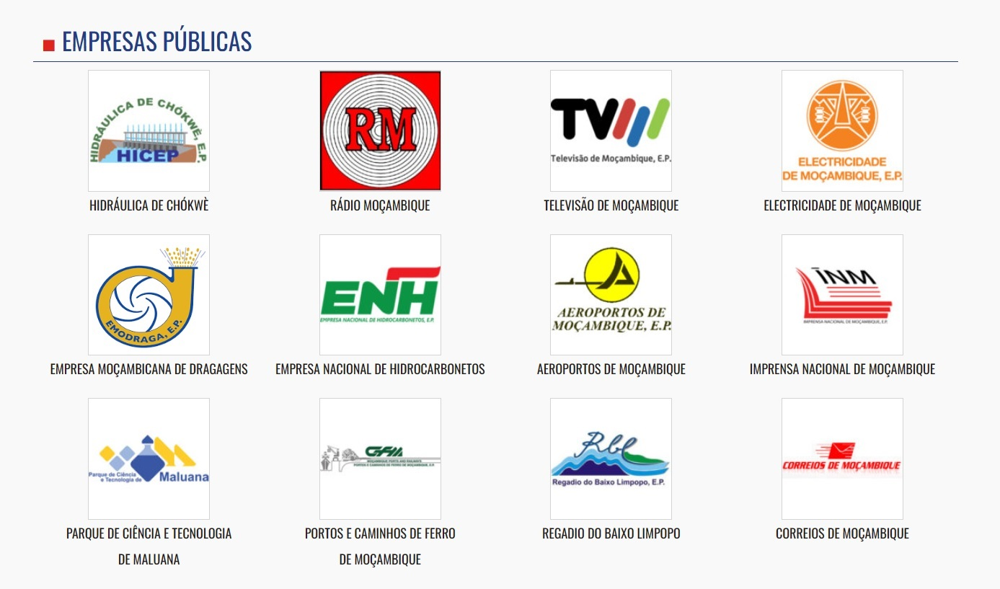 EMPRESAS PÚBLICAS
HIDRÁULICA DE CHÓKWÈ, E.P.
HICEP
RM
TVM
Televisão de Moçambique, E.P.
ELECTRICIDADE
DE MOÇAMBIQUE, E.P.
HIDRÁULICA DE CHÓKWÈ
RÁDIO MOÇAMBIQUE
TELEVISÃO DE MOÇAMBIQUE
ELECTRICIDADE DE MOÇAMBIQUE
EMODRAGA, E.P.
ENH
EMPRESA NACIONAL DE HIDROCARBONETOS, E.P.
AEROPORTOS DE
MOÇAMBIQUE, E.P.
INM
IMPRENSA NACIONAL DE MOÇAMBIQUE, E.P.
EMPRESA MOÇAMBICANA DE DRAGAGENS
EMPRESA NACIONAL DE HIDROCARBONETOS
AEROPORTOS DE MOÇAMBIQUE
IMPRENSA NACIONAL DE MOÇAMBIQUE
Parque de Ciência
e Tecnologia de Maluana
CFM
MOÇAMBIQUE PORTS AND RAILWAYS
PORTOS E CAMINHOS DE FERRO DE MOÇAMBIQUE, E.P.
Rbl
Regadio do Baixo Limpopo, E.P.
CORREIOS DE MOÇAMBIQUE
PARQUE DE CIÊNCIA E TECNOLOGIA
DE MALUANA
PORTOS E CAMINHOS DE FERRO
DE MOÇAMBIQUE
REGADIO DO BAIXO LIMPOPO
CORREIOS DE MOÇAMBIQUE